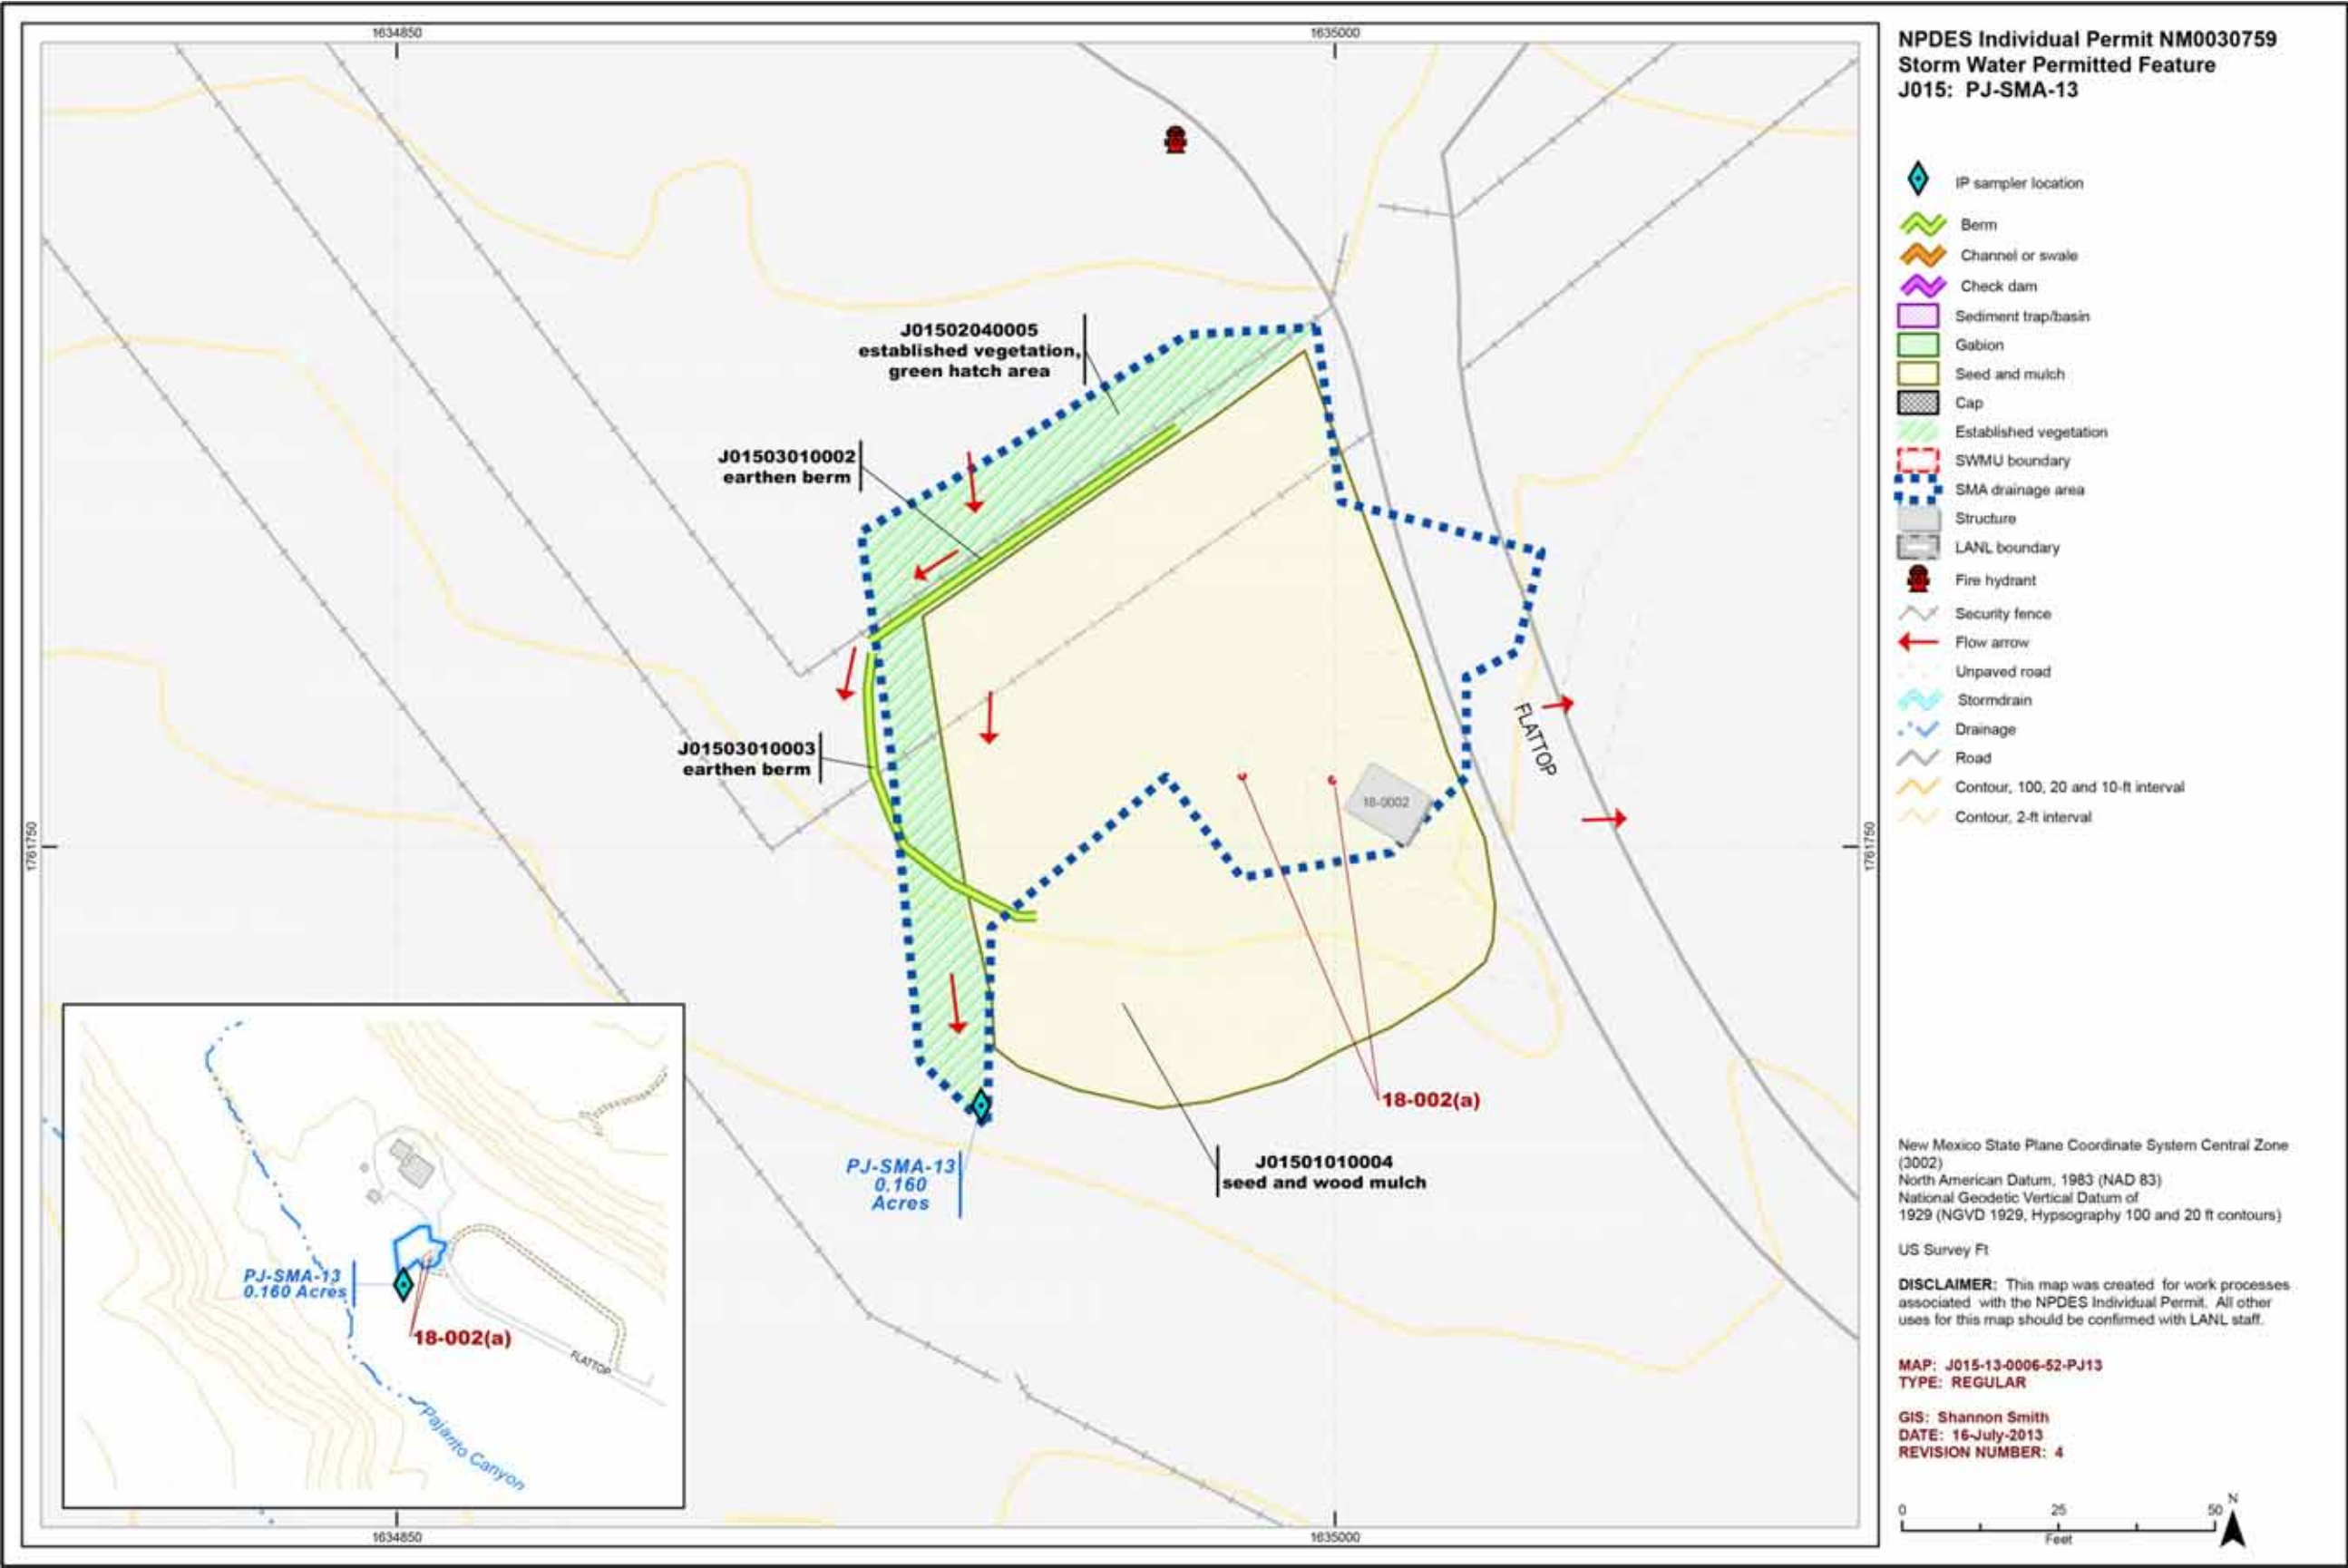 1634850
1635000
NPDES Individual Permit NM0030759
Storm Water Permitted Feature
J015: PJ-SMA-13
IP sampler location
Berm
Channel or swale
Check dam
Sediment trap/basin
Gabion
Seed and mulch
Cap
Established vegetation
SWMU boundary
SMA drainage area
Structure
LANL boundary
Fire hydrant
Security fence
Flow arrow
Unpaved road
Stormdrain
Drainage
Road
Contour, 100, 20 and 10-ft interval
Contour, 2-ft interval
J01502040005
established vegetation,
green hatch area
J01503010002
earthen berm
J01503010003
earthen berm
FLATTOP
18-0002
1761750
1761750
18-002(a)
J01501010004
seed and wood mulch
PJ-SMA-13
0.160
Acres
PJ-SMA-13
0.160 Acres
18-002(a)
FLATTOP
Pajarito Canyon
1634850
1635000
New Mexico State Plane Coordinate System Central Zone
(3002)
North American Datum, 1983 (NAD 83)
National Geodetic Vertical Datum of
1929 (NGVD 1929, Hypsography 100 and 20 ft contours)
US Survey Ft
DISCLAIMER: This map was created for work processes
associated with the NPDES Individual Permit. All other
uses for this map should be confirmed with LANL staff.
MAP: J015-13-0006-52-PJ13
TYPE: REGULAR
GIS: Shannon Smith
DATE: 16-July-2013
REVISION NUMBER: 4
0 25 50
Feet
N